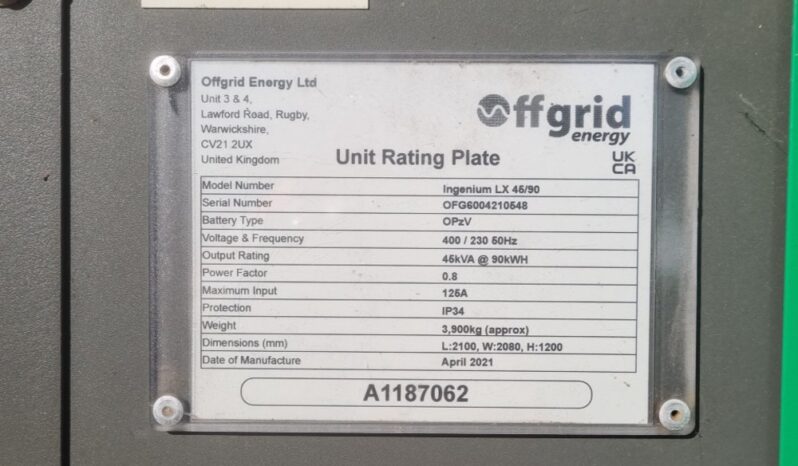 Offgrid Energy Ltd
Unit 3 & 4,
Lawford Road, Rugby,
Warwickshire,
CV21 2UX
United Kingdom
Offgrid
energy
Unit Rating Plate
UK
CA
Model Number Ingenium LX 45/90
Serial Number OFG6004210548
Battery Type OPzV
Voltage & Frequency 400 / 230 50Hz
Output Rating 45kVA @ 90kWH
Power Factor 0.8
Maximum Input 125A
Protection IP34
Weight 3,900kg (approx)
Dimensions (mm) L:2100, W:2080, H:1200
Date of Manufacture April 2021
A1187062